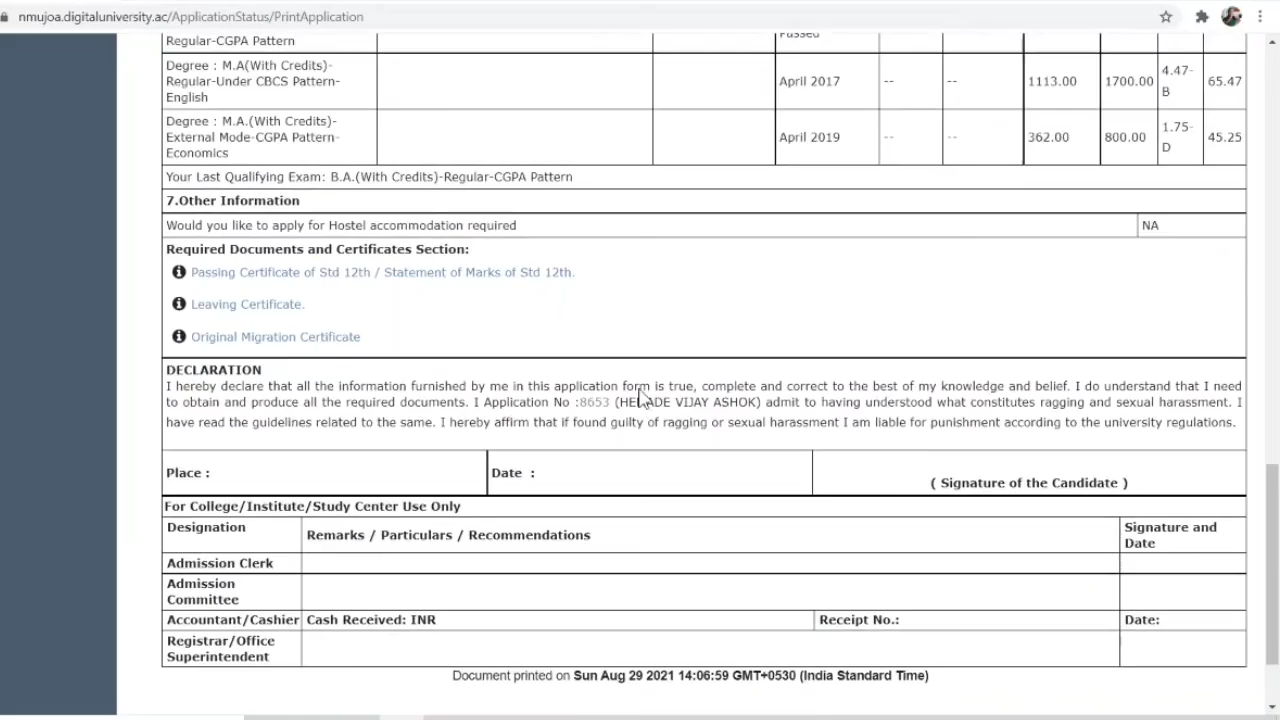 nmujoa.digitaluniversity.ac/ApplicationStatus/PrintApplication
Regular-CGPA Pattern
Passed
Degree : M.A(With Credits)-
Regular-Under CBCS Pattern-
English
April 2017 -- -- 1113.00 1700.00 4.47-
B 65.47
Degree : M.A.(With Credits)-
External Mode-CGPA Pattern-
Economics
April 2019 -- -- 362.00 800.00 1.75-
D 45.25
Your Last Qualifying Exam: B.A.(With Credits)-Regular-CGPA Pattern
7.Other Information
Would you like to apply for Hostel accommodation required NA
Required Documents and Certificates Section:
Passing Certificate of Std 12th / Statement of Marks of Std 12th.
Leaving Certificate.
Original Migration Certificate
DECLARATION
I hereby declare that all the information furnished by me in this application form is true, complete and correct to the best of my knowledge and belief. I do understand that I need
to obtain and produce all the required documents. I Application No :8653 ( VIJAY ASHOK) admit to having understood what constitutes ragging and sexual harassment. I
have read the guidelines related to the same. I hereby affirm that if found guilty of ragging or sexual harassment I am liable for punishment according to the university regulations.
Place : Date :
( Signature of the Candidate )
For College/Institute/Study Center Use Only
Designation Remarks / Particulars / Recommendations Signature and
Date
Admission Clerk
Admission
Committee
Accountant/Cashier Cash Received: INR Receipt No.: Date:
Registrar/Office
Superintendent
Document printed on Sun Aug 29 2021 14:06:59 GMT+0530 (India Standard Time)